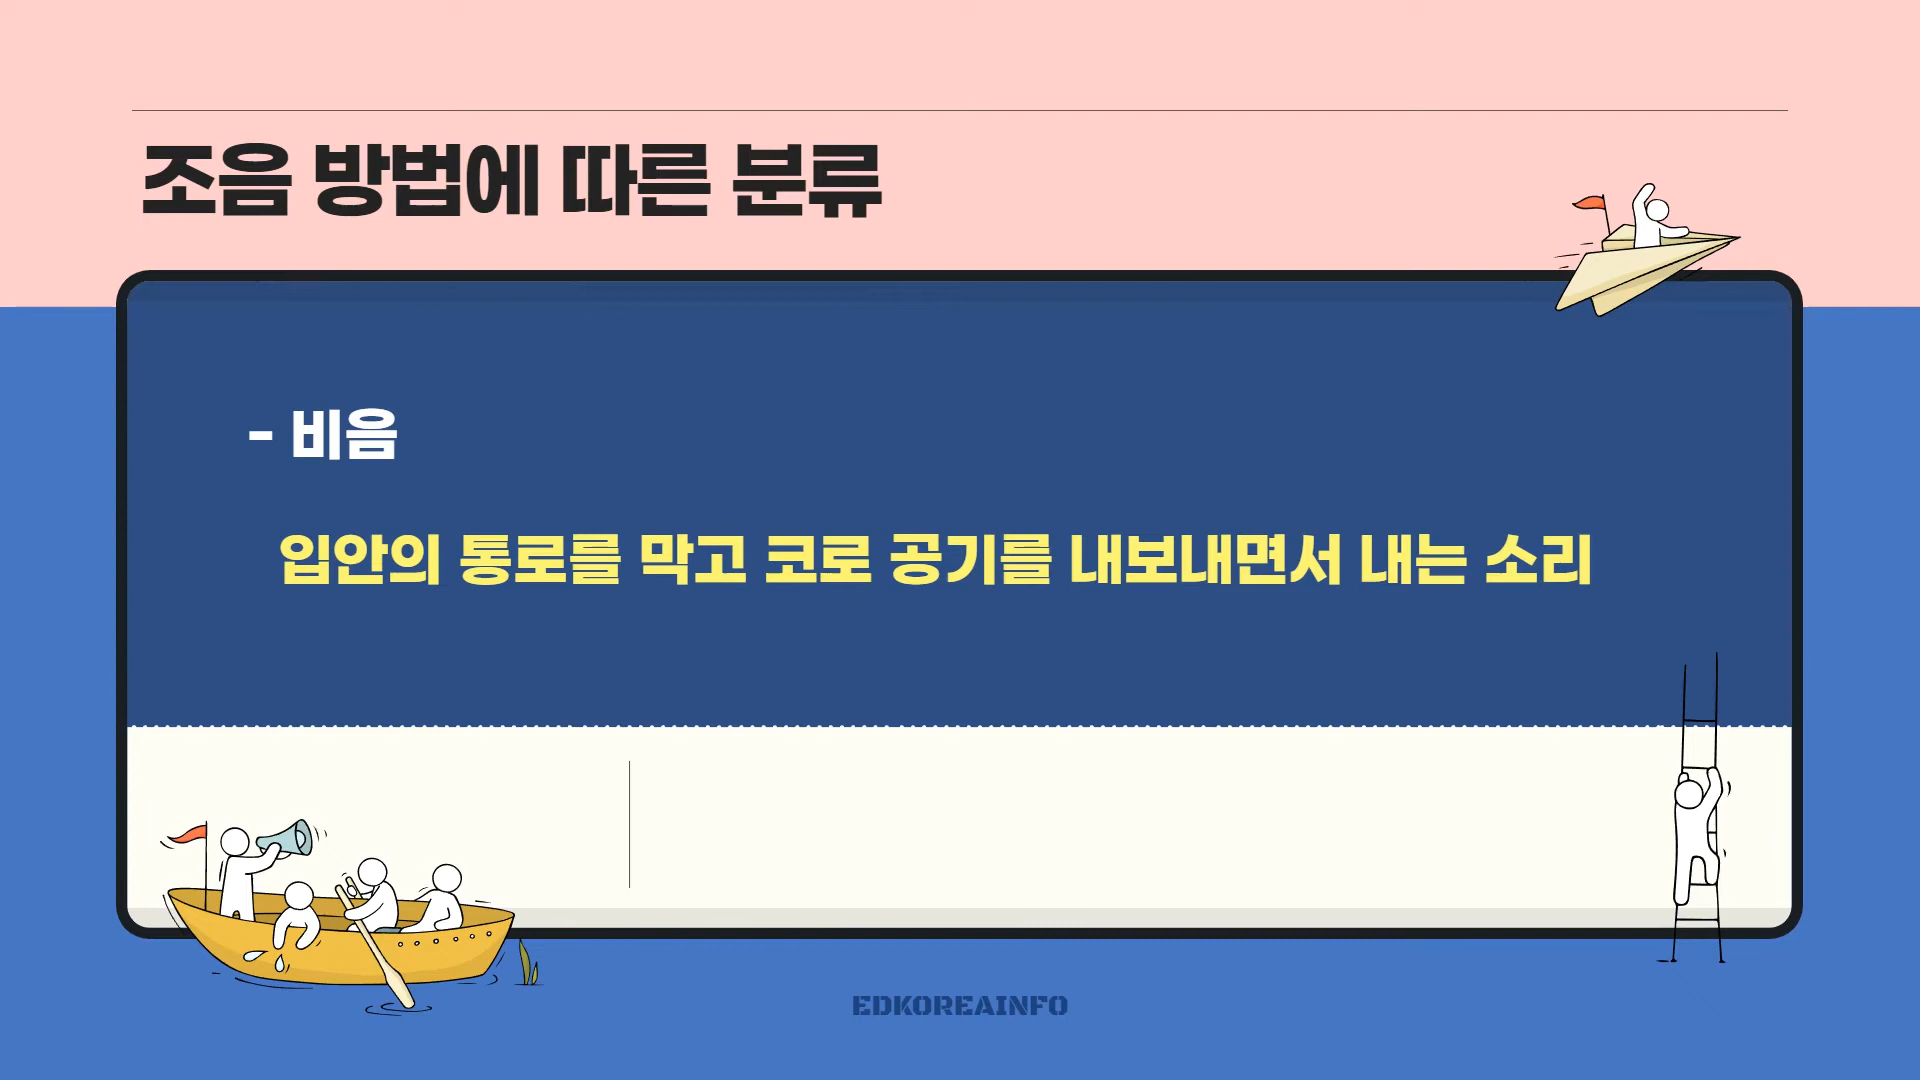 조음 방법에 따른 분류
- 비음
입안의 통로를 막고 코로 공기를 내보내면서 내는 소리
EDKOREAINFO